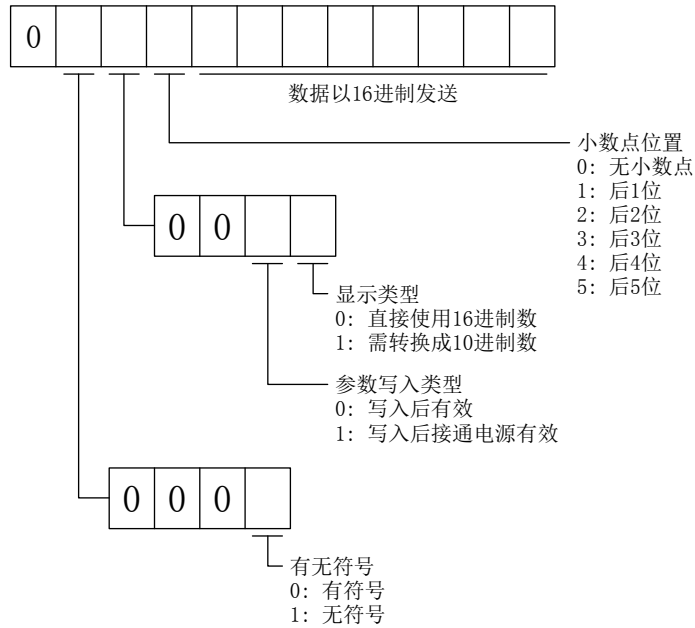 0
数据以16进制发送
小数点位置
0: 无小数点
1: 后1位
2: 后2位
3: 后3位
4: 后4位
5: 后5位
0 0
显示类型
0: 直接使用16进制数
1: 需转换成10进制数
参数写入类型
0: 写入后有效
1: 写入后接通电源有效
0 0 0
有无符号
0: 有符号
1: 无符号